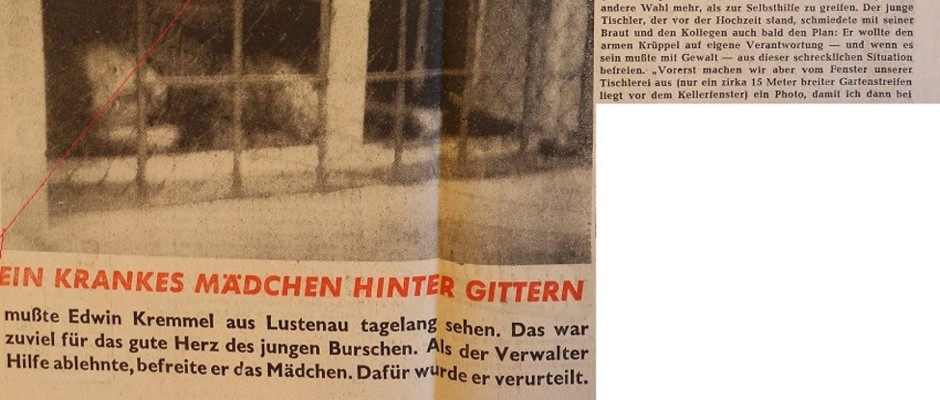 EIN KRANKES MÄDCHEN HINTER GITTERN
mußte Edwin Kremmel aus Lustenau tagelang sehen. Das war
zuviel für das gute Herz des jungen Burschen. Als der Verwalter
Hilfe ablehnte, befreite er das Mädchen. Dafür wurde er verurteilt.
andere Wahl mehr, als zur Selbsthilfe zu greifen. Der junge
Tischler, der vor der Hochzeit stand, schmiedete mit seiner
Braut und den Kollegen auch bald den Plan: Er wollte den
armen Krüppel auf eigene Verantwortung — und wenn es
sein mußte mit Gewalt — aus dieser schrecklichen Situation
befreien. „Vorerst machen wir aber vom Fenster unserer
Tischlerei aus (nur ein zirka 15 Meter breiter Gartenstreifen
liegt vor dem Kellerfenster) ein Photo, damit ich dann bei